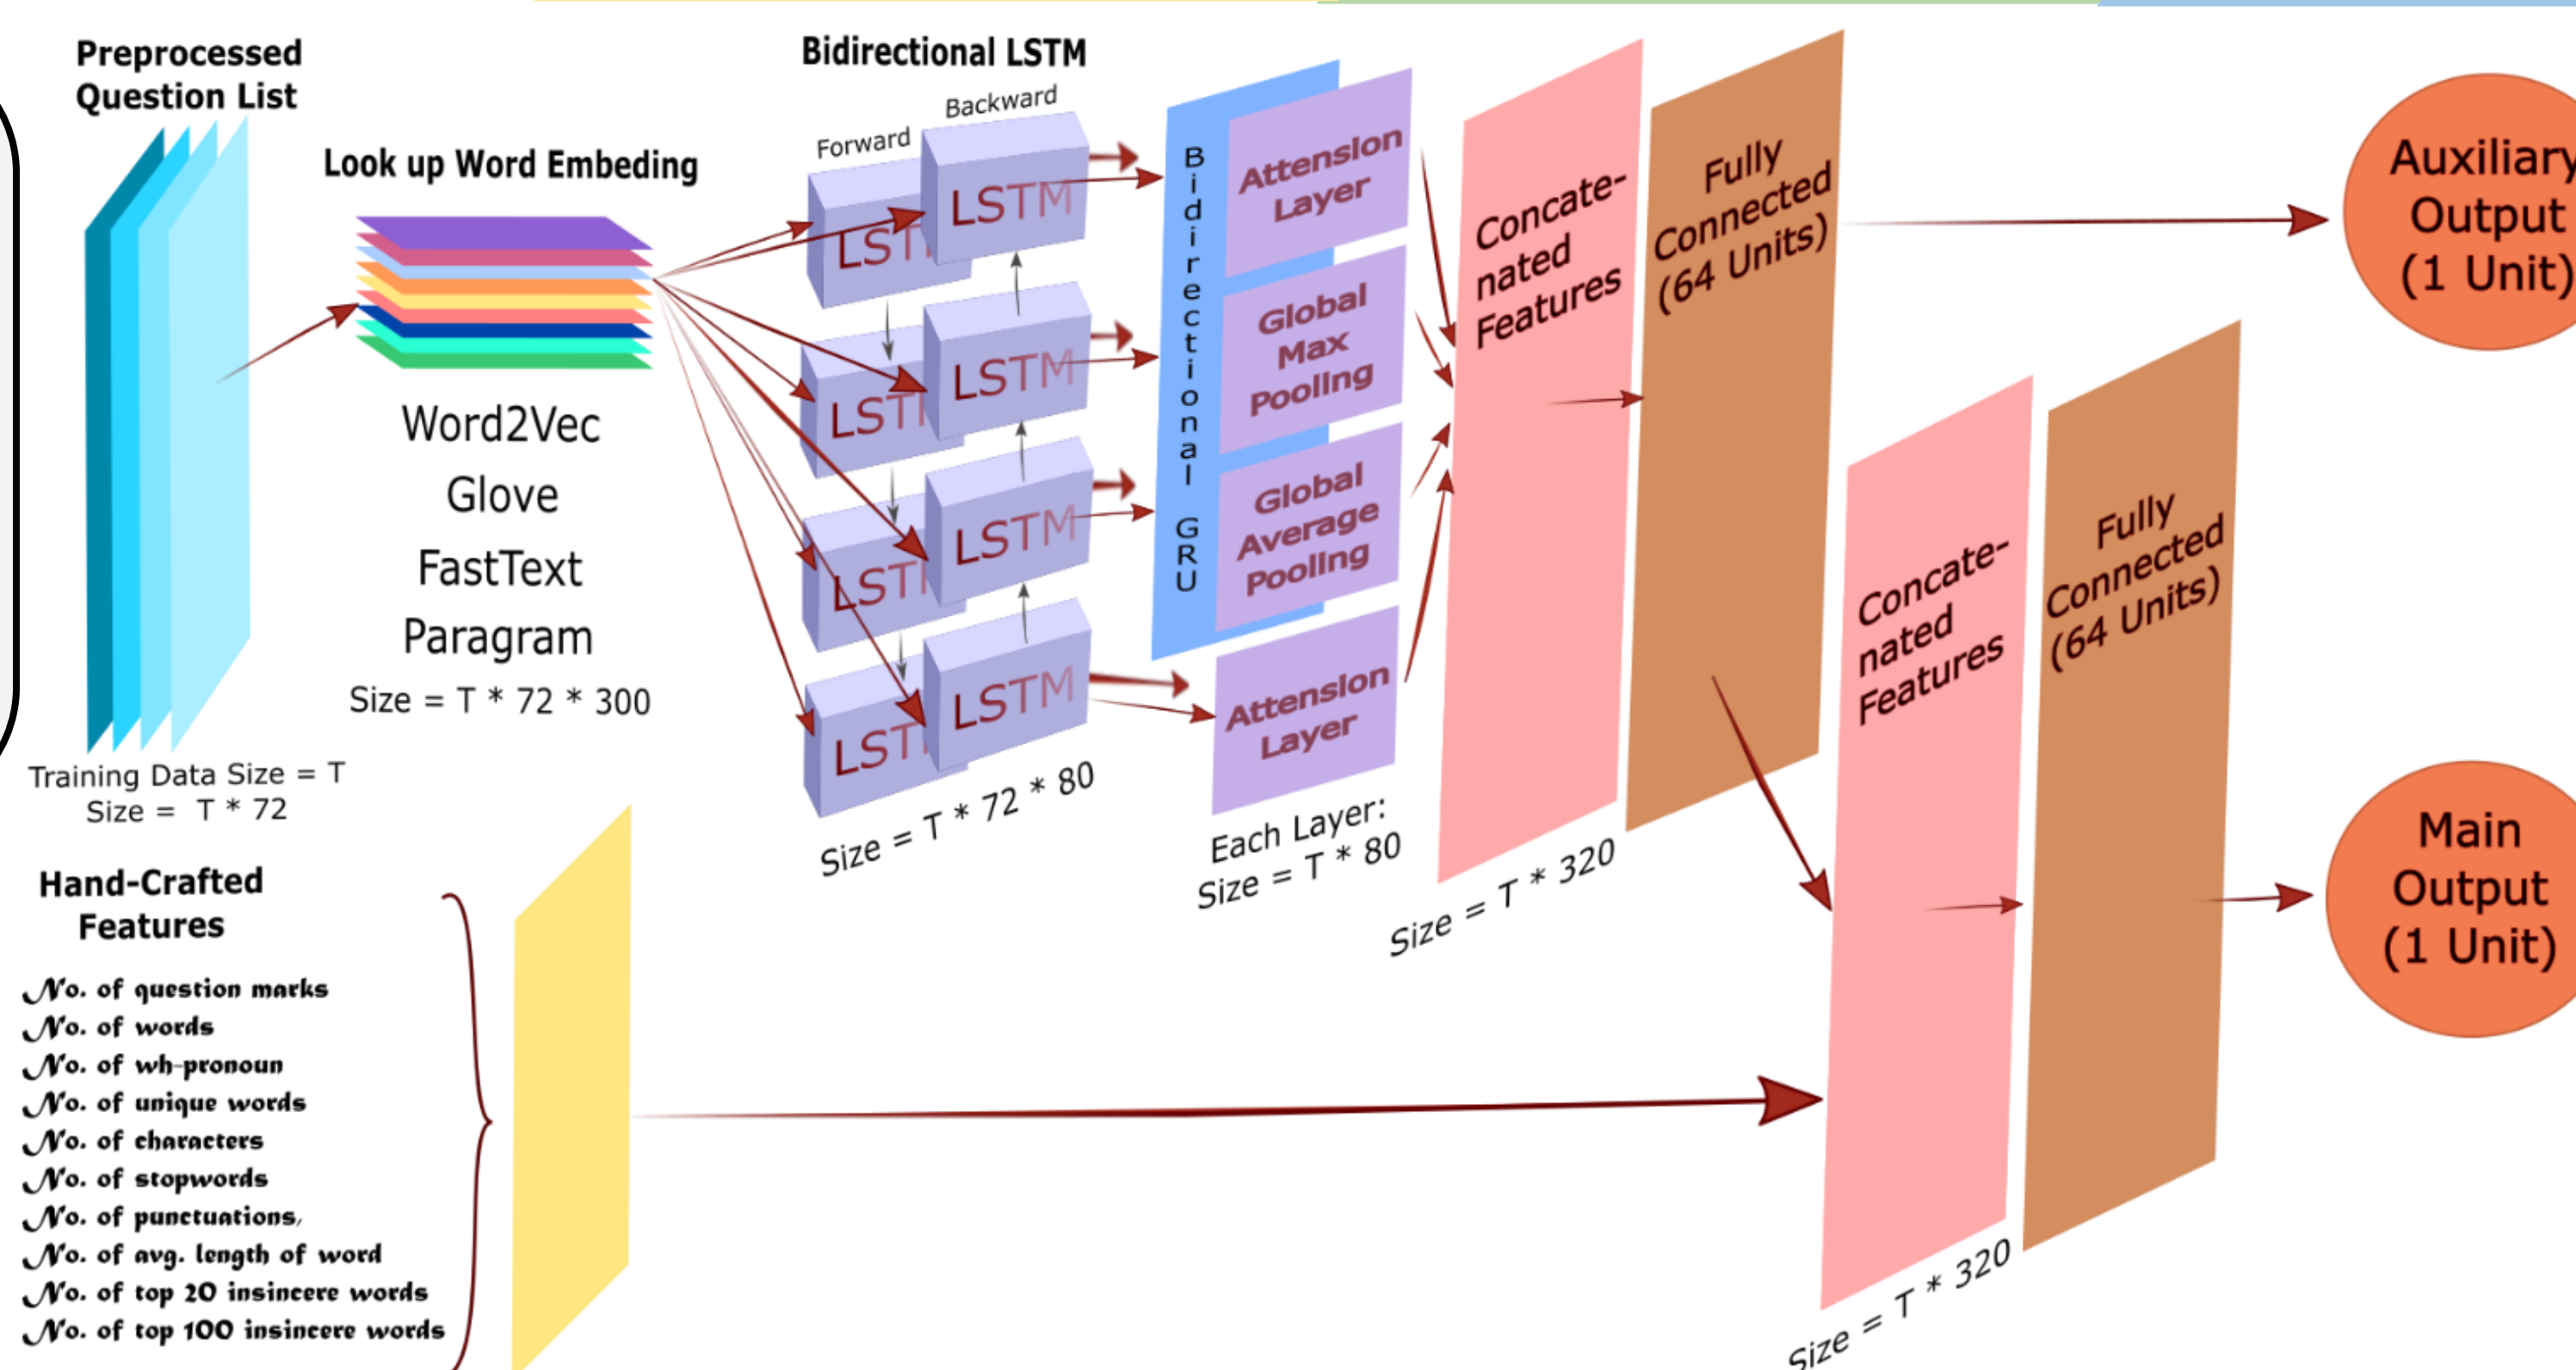 Preprocessed
Question List
Training Data Size = T
Size = T * 72
Look up Word Embeding
Word2Vec
Glove
FastText
Paragram
Size = T * 72 * 300
Bidirectional LSTM
Forward
Backward
LST
LSTM
LST
LSTM
LST
LSTM
LST
LSTM
Size = T * 72 * 80
Bidirectional GRU
Attension
Layer
Global
Max
Pooling
Global
Average
Pooling
Attension
Layer
Each Layer:
Size = T * 80
Concate-
nated
Features
Size = T * 320
Fully
Connected
(64 Units)
Auxiliary
Output
(1 Unit)
Concate-
nated
Features
Size = T * 320
Fully
Connected
(64 Units)
Main
Output
(1 Unit)
Hand-Crafted
Features
No. of question marks
No. of words
No. of wh-pronoun
No. of unique words
No. of characters
No. of stopwords
No. of punctuations,
No. of avg. length of word
No. of top 20 insincere words
No. of top 100 insincere words